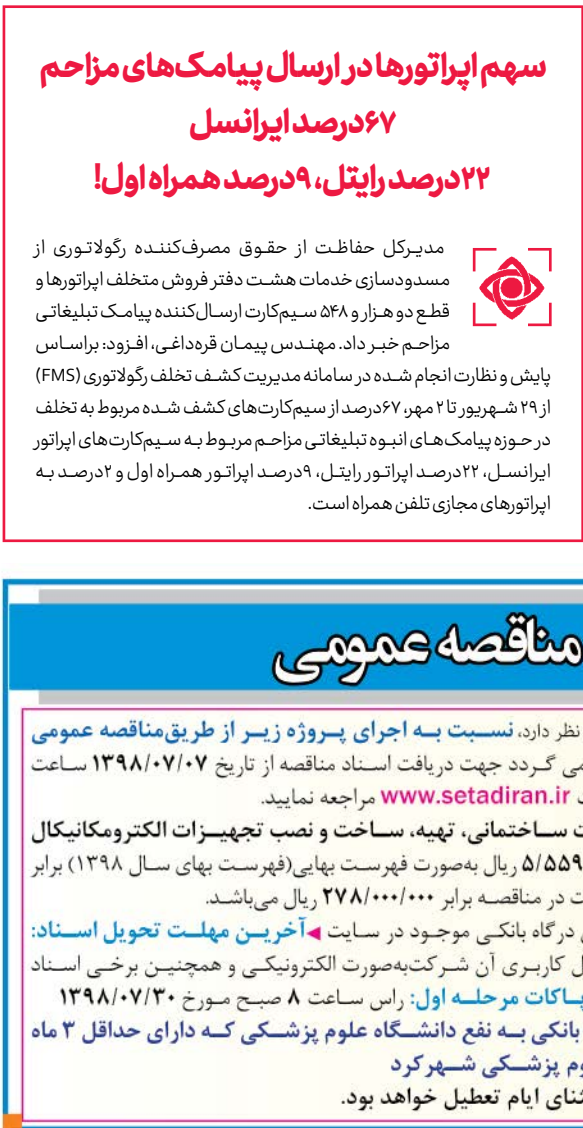 سهم اپراتورها در ارسال پیامک‌های مزاحم
۶۷درصد ایرانسل
۲۲درصد رایتل، ۹درصد همراه اول!
مدیرکل حفاظت از حقوق مصرف‌کننده رگولاتوری از
مسدودسازی خدمات هشت دفتر فروش متخلف اپراتورها و
قطع دو هزار و ۵۴۸ سیم‌کارت ارسال‌کننده پیامک تبلیغاتی
مزاحم خبر داد. مهندس پیمان قره‌داغی، افزود: براساس
پایش و نظارت انجام شده در سامانه مدیریت کشف تخلف رگولاتوری (FMS)
از ۲۹ شهریور تا ۲ مهر، ۶۷درصد از سیم‌کارت‌های کشف شده مربوط به تخلف
در حوزه پیامک‌های انبوه تبلیغاتی مزاحم مربوط به سیم‌کارت‌های اپراتور
ایرانسل، ۲۲درصد اپراتور رایتل، ۹درصد اپراتور همراه اول و ۲درصد به
اپراتورهای مجازی تلفن همراه است.
مناقصه عمومی
نظر دارد، نسبت به اجرای پروژه زیر از طریق مناقصه عمومی
می گردد جهت دریافت اسناد مناقصه از تاریخ ۱۳۹۸/۰۷/۰۷ ساعت
www.setadiran.ir مراجعه نمایید.
ساختمانی، تهیه، ساخت و نصب تجهیزات الکترومکانیکال
۵/۵۵۹ ریال به‌صورت فهرست بهایی(فهرست بهای سال ۱۳۹۸) برابر
در مناقصه برابر ۲۷۸/۰۰۰/۰۰۰ ریال می‌باشد.
درگاه بانکی موجود در سایت ◄آخرین مهلت تحویل اسناد:
کاربری آن شرکت‌به‌صورت الکترونیکی و همچنین برخی اسناد
پاکات مرحله اول: راس ساعت ۸ صبح مورخ ۱۳۹۸/۰۷/۳۰
بانکی به نفع دانشگاه علوم پزشکی که دارای حداقل ۳ ماه
پزشکی شهرکرد
ایام تعطیل خواهد بود.